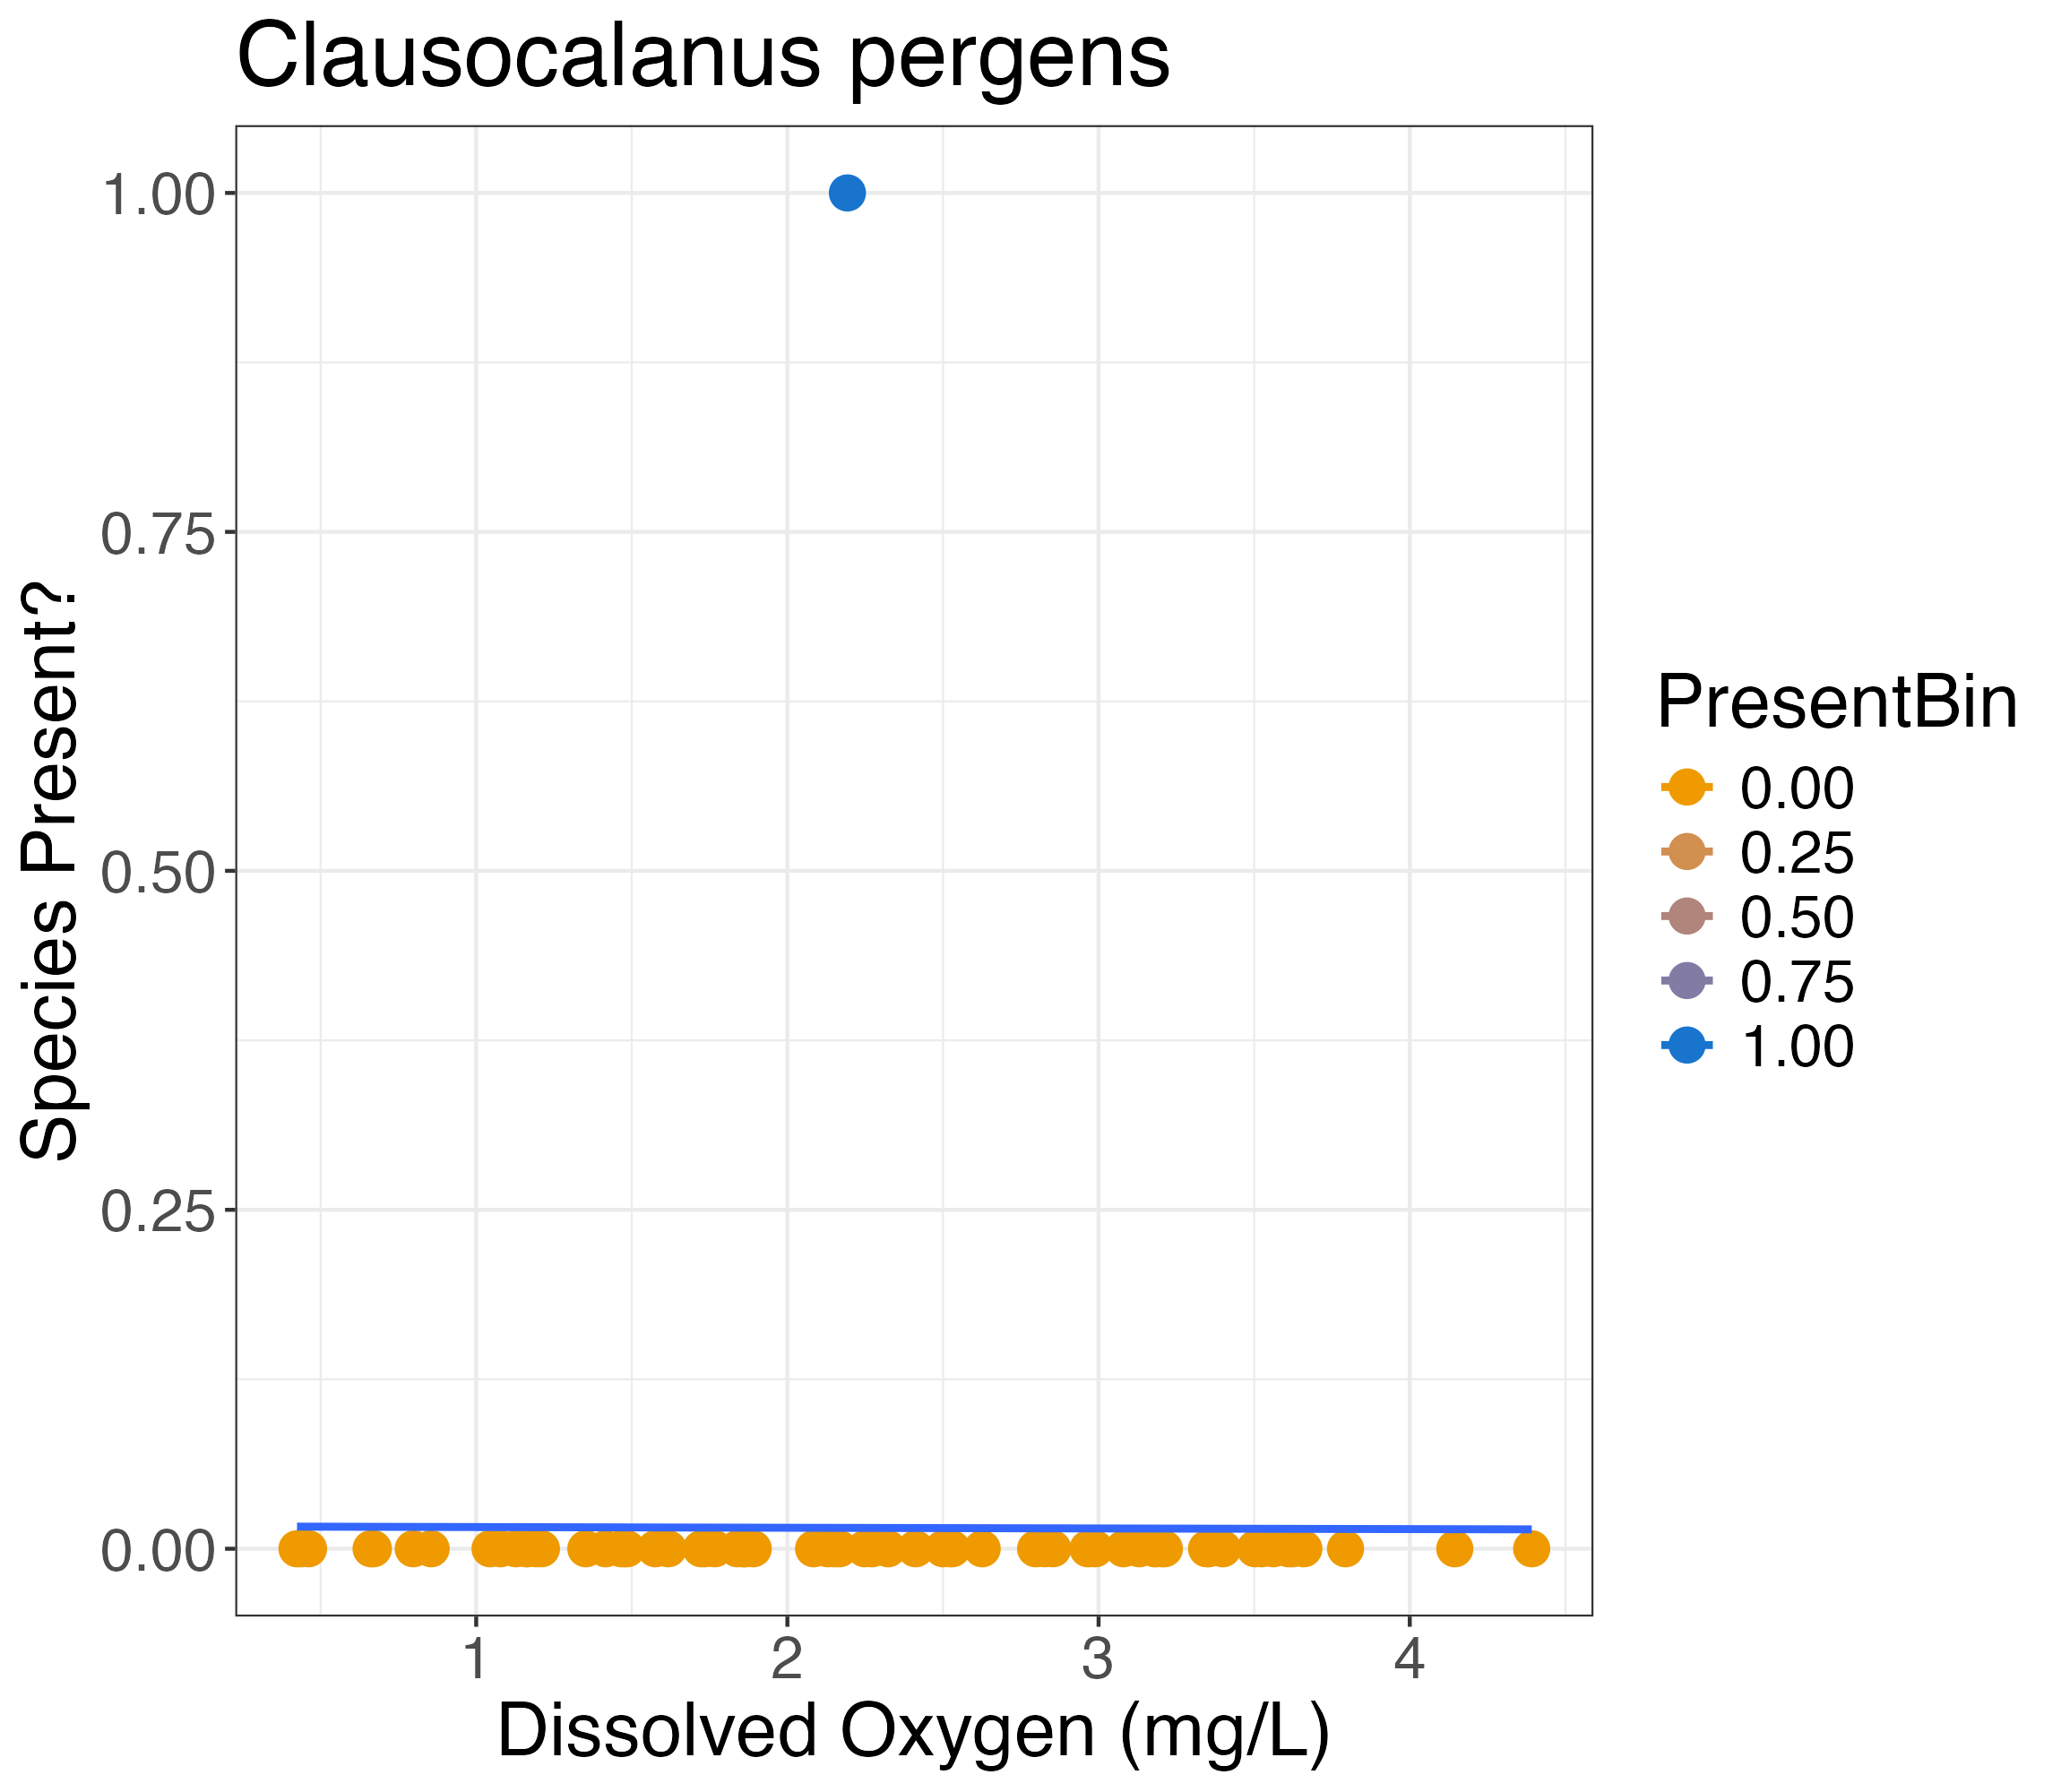 Clausocalanus pergens
1.00
0.75
0.50
0.25
0.00
Species Present?
1 2 3 4
Dissolved Oxygen (mg/L)
PresentBin
0.00
0.25
0.50
0.75
1.00